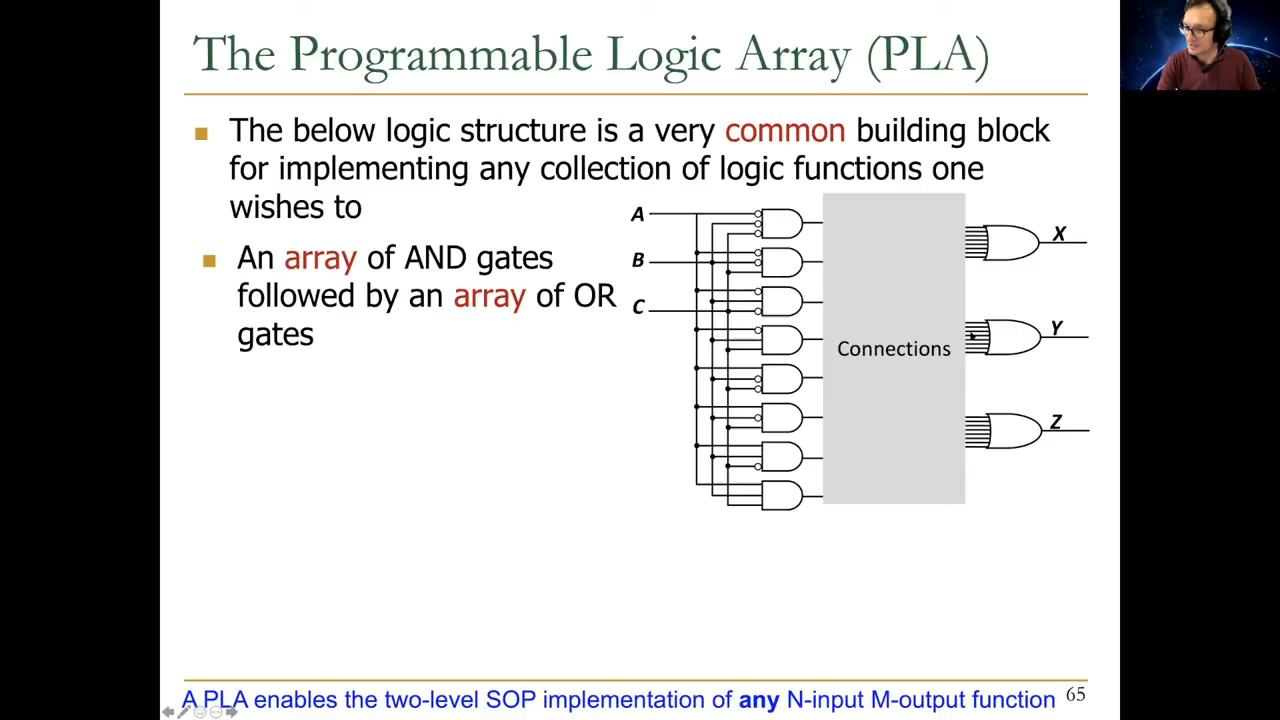 The Programmable Logic Array (PLA)
The below logic structure is a very common building block
for implementing any collection of logic functions one
wishes to
An array of AND gates
followed by an array of OR
gates
A
B
C
Connections
X
Y
Z
A PLA enables the two-level SOP implementation of any N-input M-output function
65